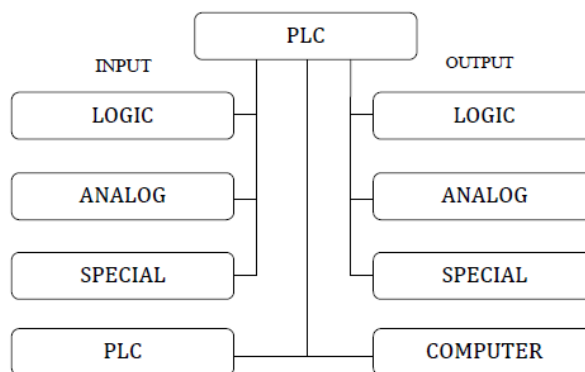 PLC
INPUT
OUTPUT
LOGIC
LOGIC
ANALOG
ANALOG
SPECIAL
SPECIAL
PLC
COMPUTER